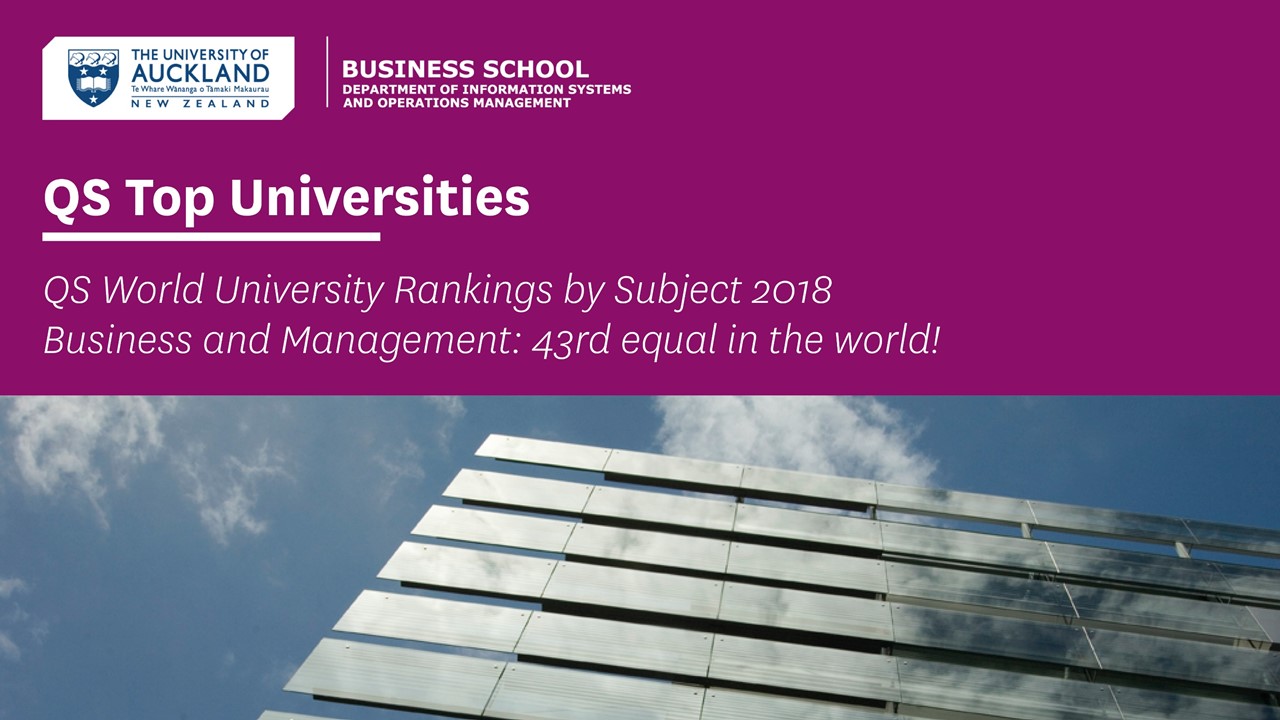 THE UNIVERSITY OF
AUCKLAND
Te Whare Wānanga o Tāmaki Makaurau
NEW ZEALAND
BUSINESS SCHOOL
DEPARTMENT OF INFORMATION SYSTEMS
AND OPERATIONS MANAGEMENT
QS Top Universities
QS World University Rankings by Subject 2018
Business and Management: 43rd equal in the world!